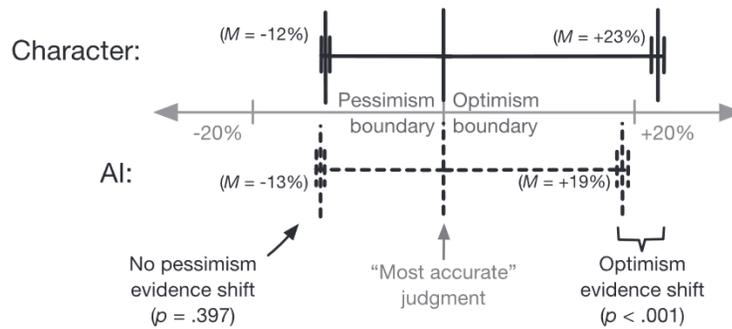 (M = -12%)
(M = +23%)
Character:
Pessimism
boundary
Optimism
boundary
-20%
+20%
AI:
(M = -13%)
(M = +19%)
No pessimism
evidence shift
(p = .397)
“Most accurate”
judgment
Optimism
evidence shift
(p < .001)